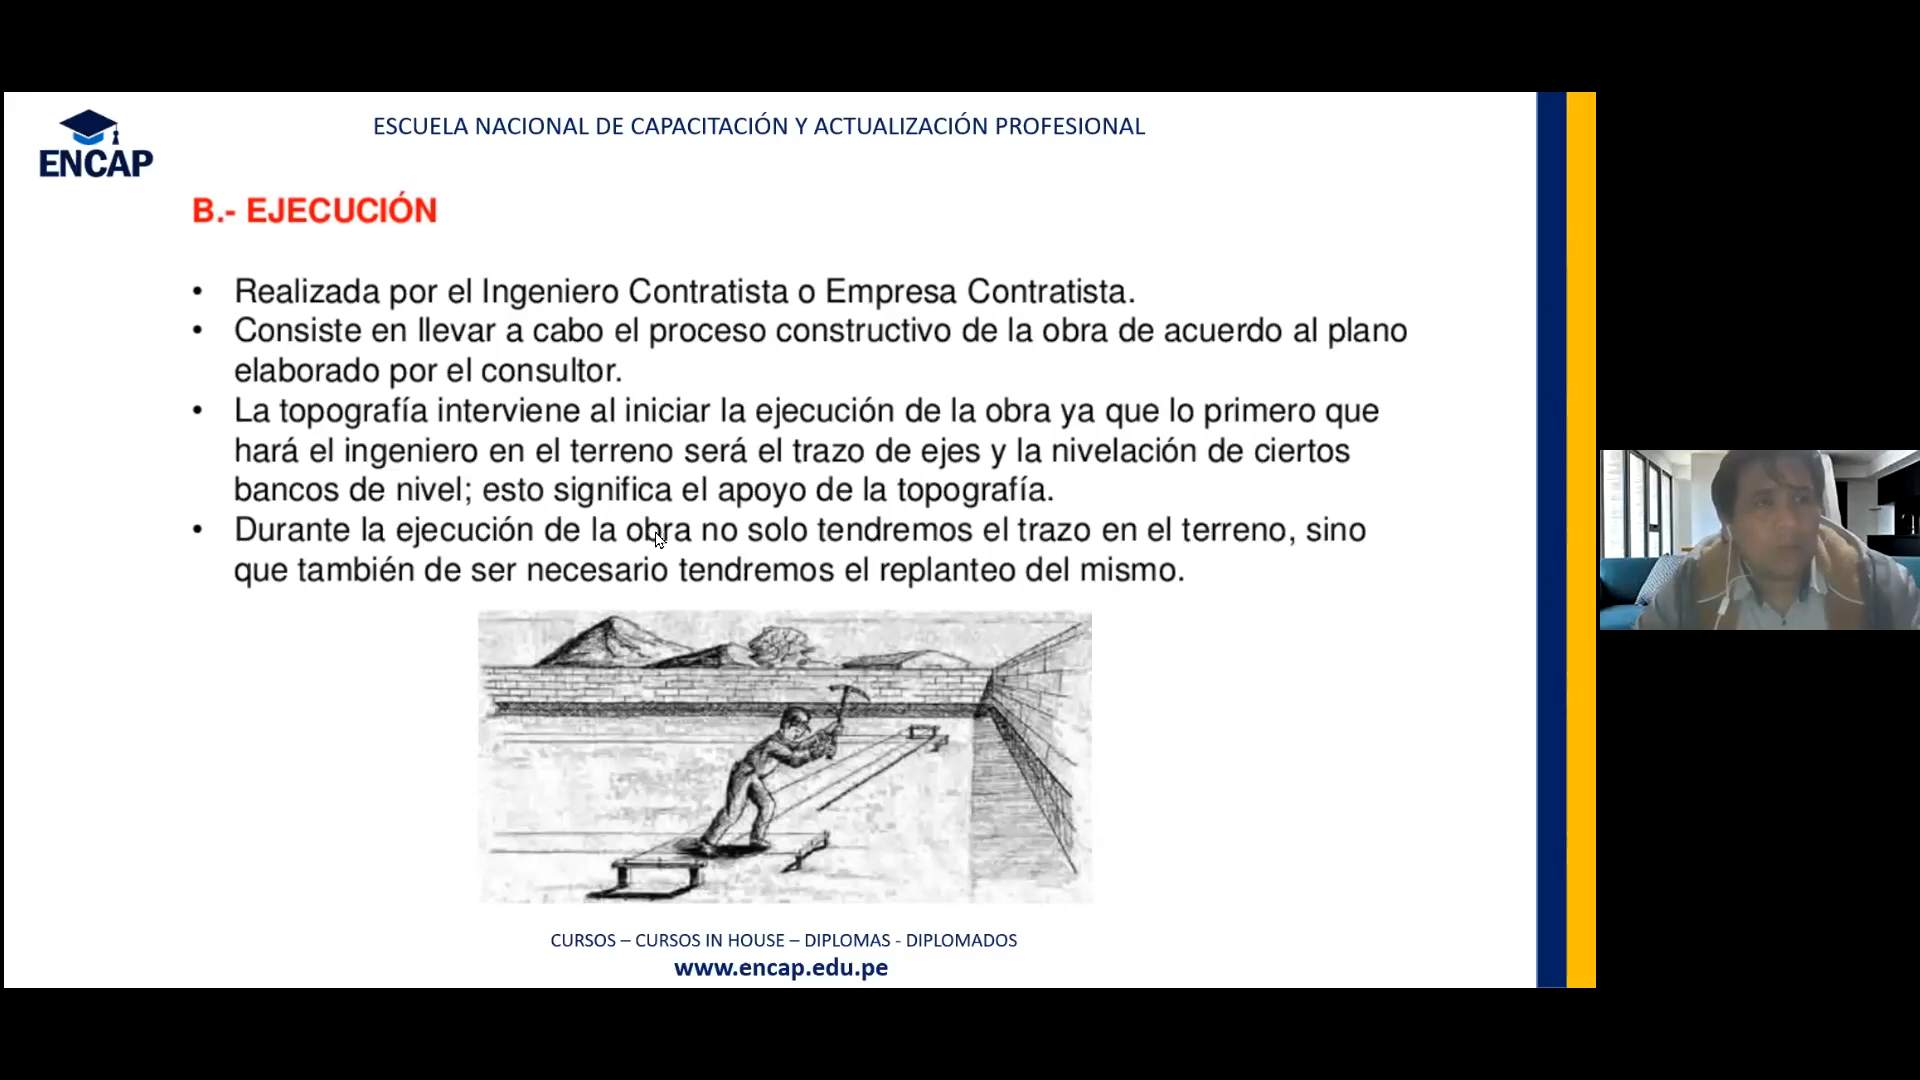 ESCUELA NACIONAL DE CAPACITACIÓN Y ACTUALIZACIÓN PROFESIONAL
ENCAP
B.- EJECUCIÓN
• Realizada por el Ingeniero Contratista o Empresa Contratista.
• Consiste en llevar a cabo el proceso constructivo de la obra de acuerdo al plano
elaborado por el consultor.
• La topografía interviene al iniciar la ejecución de la obra ya que lo primero que
hará el ingeniero en el terreno será el trazo de ejes y la nivelación de ciertos
bancos de nivel; esto significa el apoyo de la topografía.
• Durante la ejecución de la obra no solo tendremos el trazo en el terreno, sino
que también de ser necesario tendremos el replanteo del mismo.
CURSOS – CURSOS IN HOUSE – DIPLOMAS - DIPLOMADOS
www.encap.edu.pe